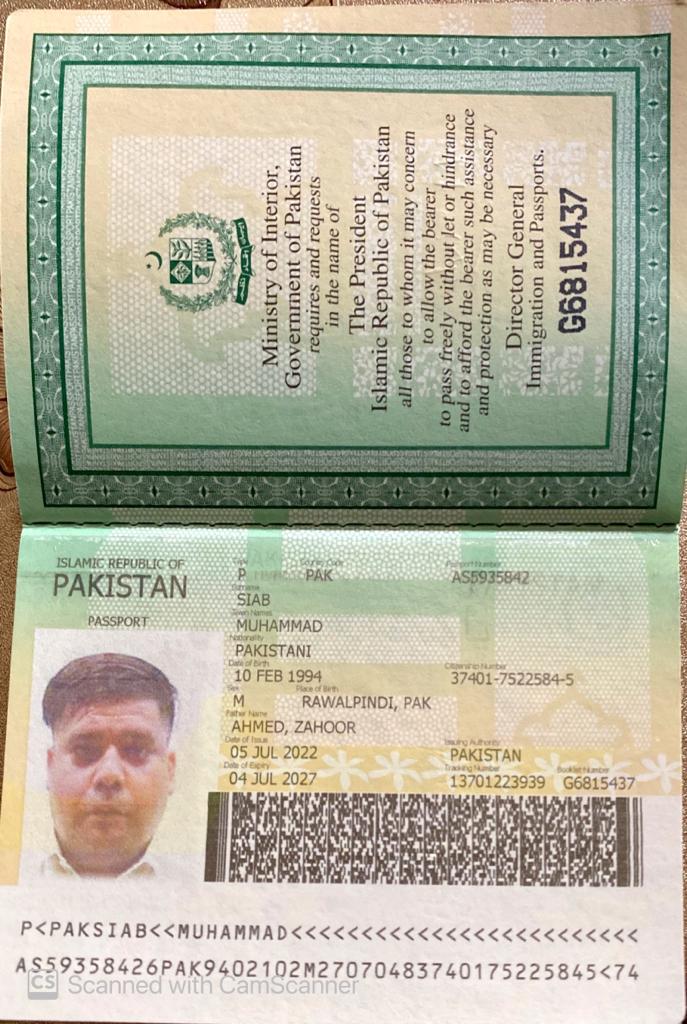 Ministry of Interior,
Government of Pakistan
requires and requests
in the name of
The President
Islamic Republic of Pakistan
all those to whom it may concern
to allow the bearer
to pass freely without let or hindrance
and to afford the bearer such assistance
and protection as may be necessary
Director General
Immigration and Passports.
G6815437
ISLAMIC REPUBLIC OF
PAKISTAN
PASSPORT
Type Country Code Passport Number
P PAK AS5935842
Surname
SIAB
Given Names
MUHAMMAD
Nationality
PAKISTANI
Date of Birth Citizenship Number
10 FEB 1994 37401-7522584-5
Sex Place of Birth
M RAWALPINDI, PAK
Father Name
AHMED, ZAHOOR
Date of Issue Issuing Authority
05 JUL 2022 PAKISTAN
Date of Expiry Tracking Number Booklet Number
04 JUL 2027 13701223939 G6815437
P<PAKSIAB<<MUHAMMAD<<<<<<<<<<<<<<<<<<<<<<<<<
AS59358426PAK9402102M27070483740175225845<74
CS Scanned with CamScanner